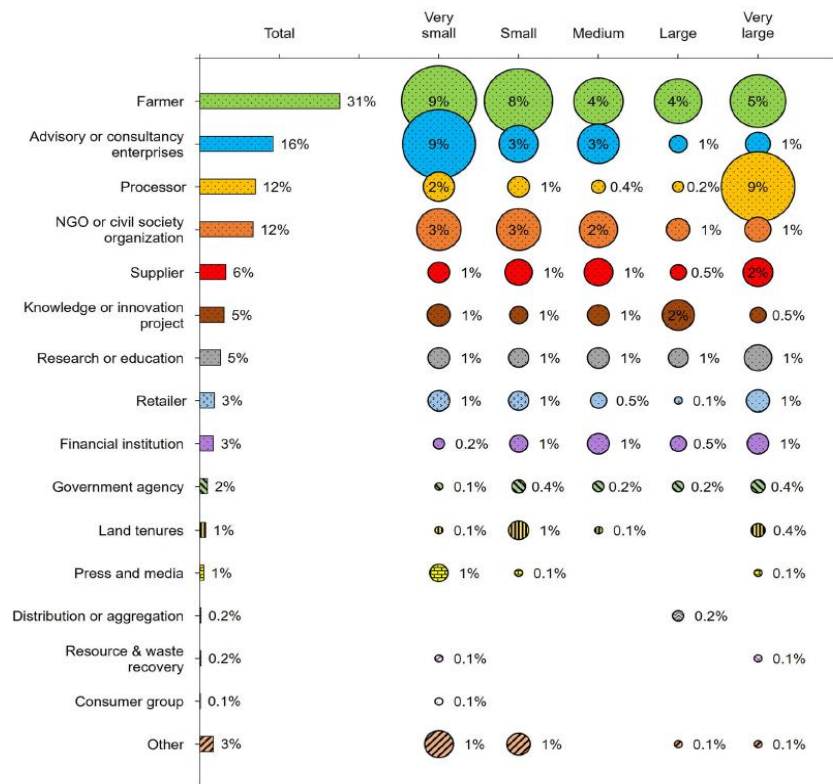 Total Very small Small Medium Large Very large
Farmer 31% 9% 8% 4% 4% 5%
Advisory or consultancy enterprises 16% 9% 3% 3% 1% 1%
Processor 12% 2% 1% 0.4% 0.2% 9%
NGO or civil society organization 12% 3% 3% 2% 1% 1%
Supplier 6% 1% 1% 1% 0.5% 2%
Knowledge or innovation project 5% 1% 1% 1% 2% 0.5%
Research or education 5% 1% 1% 1% 1% 1%
Retailer 3% 1% 1% 0.5% 0.1% 1%
Financial institution 3% 0.2% 1% 1% 0.5% 1%
Government agency 2% 0.1% 0.4% 0.2% 0.2% 0.4%
Land tenures 1% 0.1% 1% 0.1% 0.4%
Press and media 1% 1% 0.1% 0.1%
Distribution or aggregation 0.2% 0.2%
Resource & waste recovery 0.2% 0.1% 0.1%
Consumer group 0.1% 0.1%
Other 3% 1% 1% 0.1% 0.1%